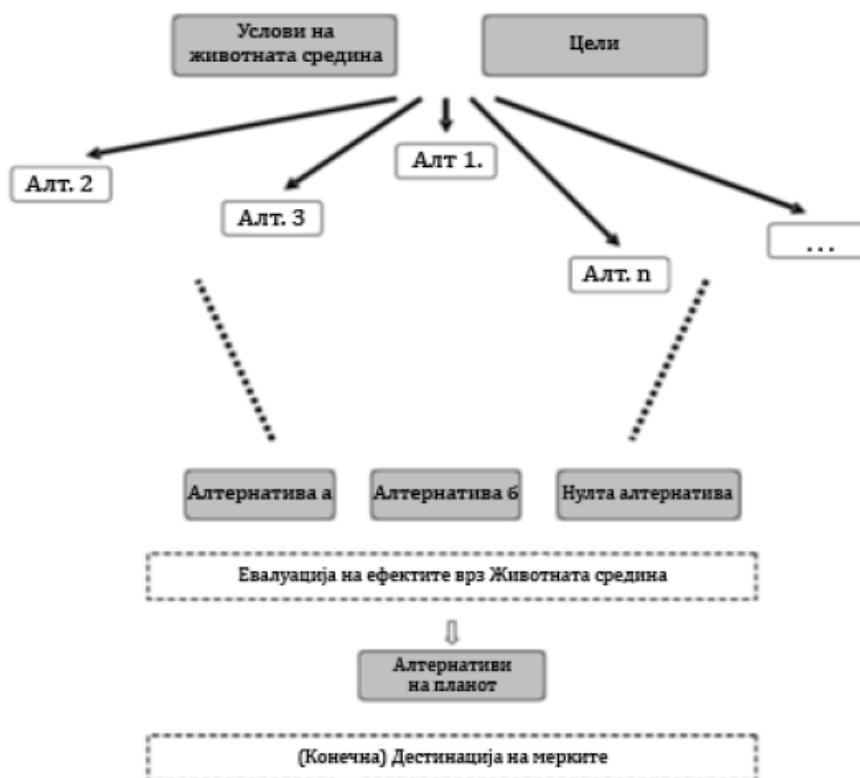 Услови на
животната средина
Цели
Алт 1.
Алт. 2
Алт. 3
...
Алт. n
Алтернатива а
Алтернатива б
Нулта алтернатива
Евалуација на ефектите врз Животната средина
Алтернативи
на планот
(Конечна) Дестинација на мерките